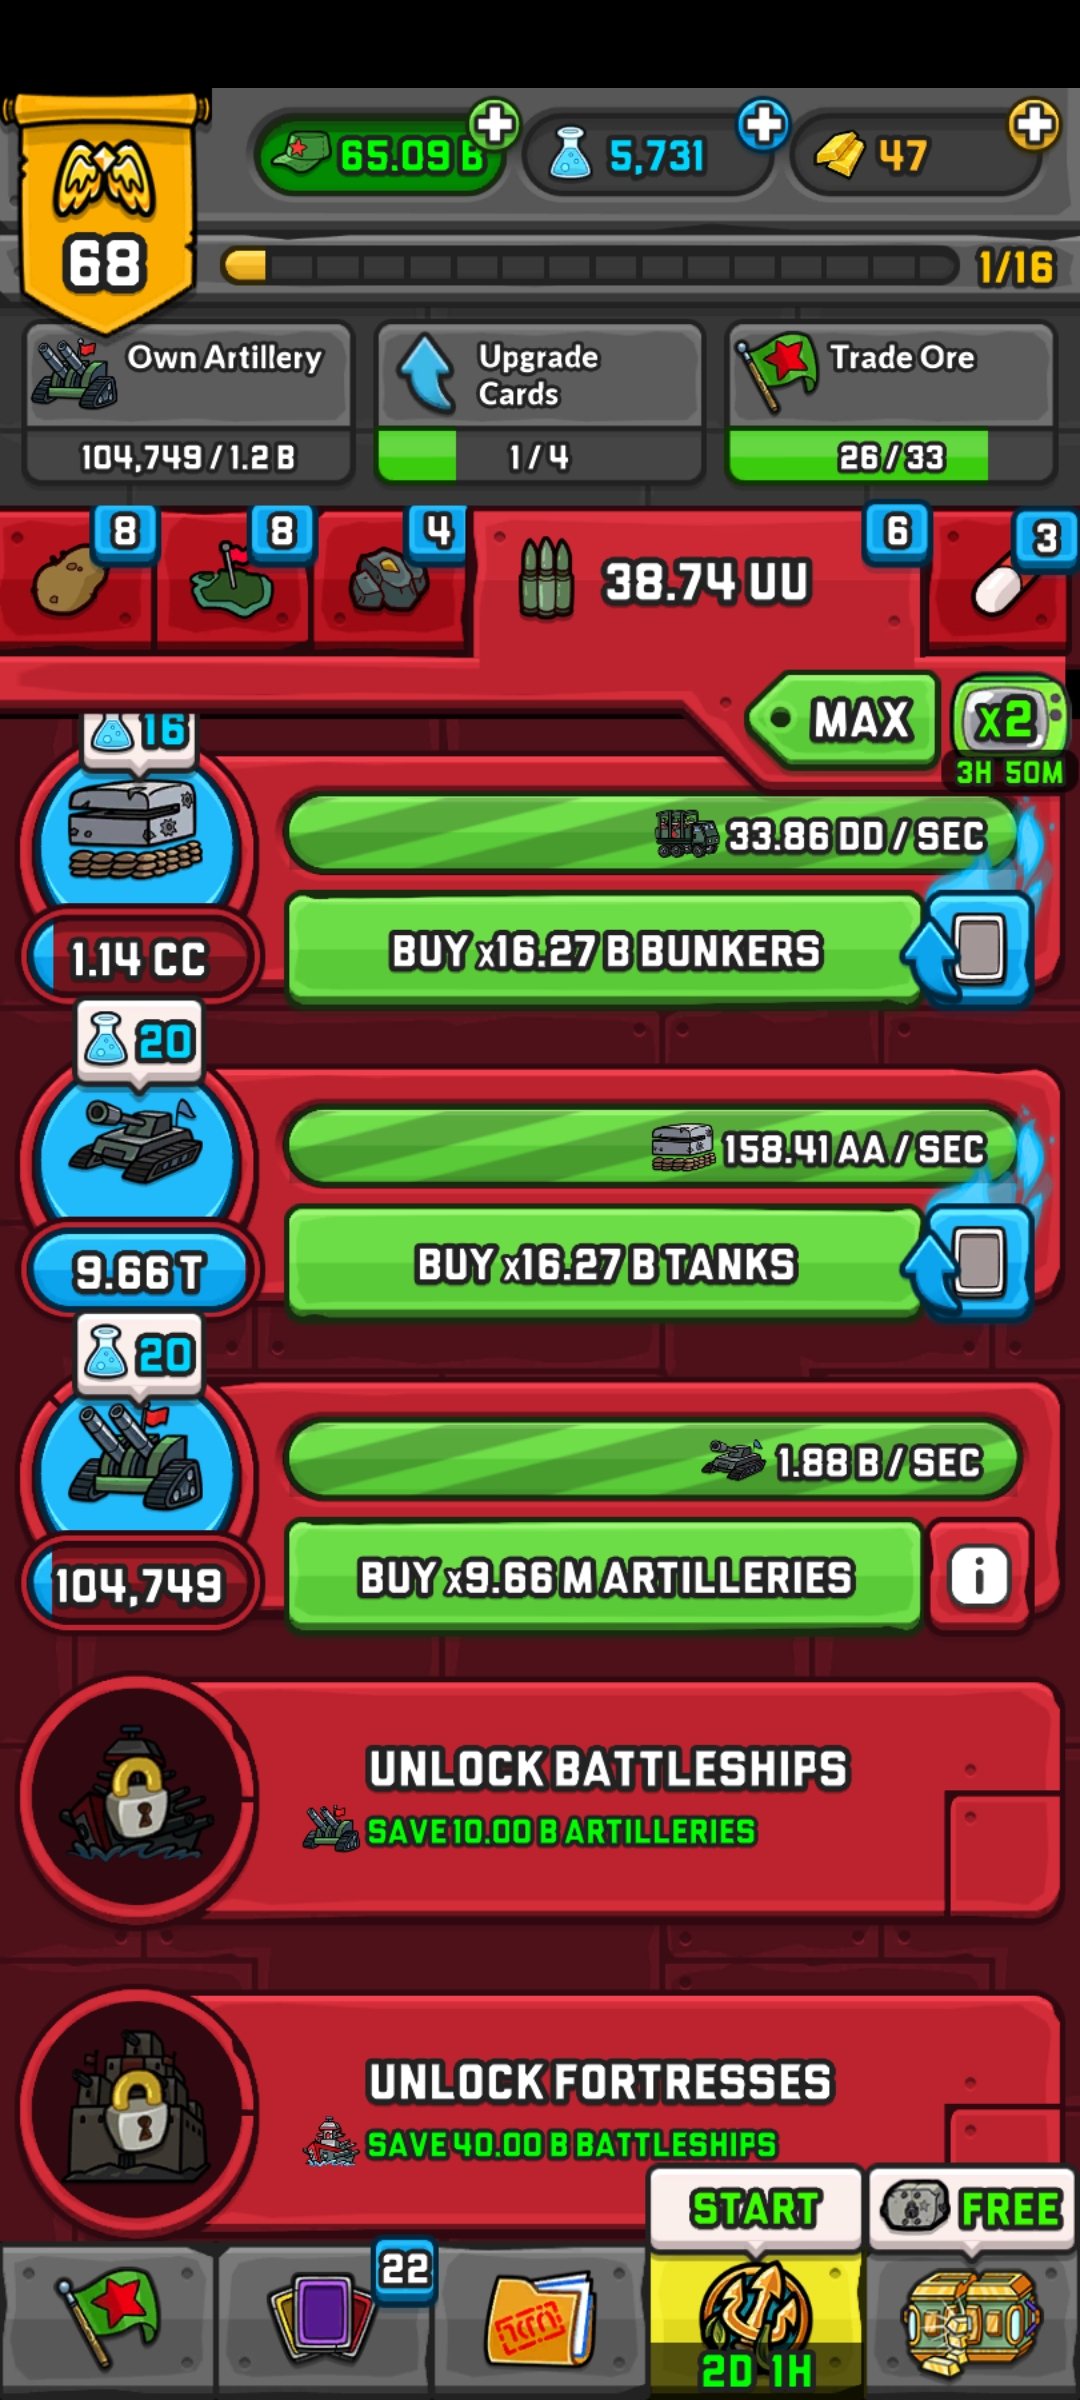 65.09 B
5,731
47
68
1/16
Own Artillery
104,749 / 1.2 B
Upgrade
Cards
1 / 4
Trade Ore
26 / 33
8
8
4
38.74 UU
6
3
MAX
x2
3H 50M
16
33.86 DD / SEC
BUY x16.27 B BUNKERS
1.14 CC
20
158.41 AA / SEC
BUY x16.27 B TANKS
9.66 T
20
1.88 B / SEC
BUY x9.66 M ARTILLERIES
i
104,749
UNLOCK BATTLESHIPS
SAVE 10.00 B ARTILLERIES
UNLOCK FORTRESSES
SAVE 40.00 B BATTLESHIPS
START
FREE
22
2D 1H